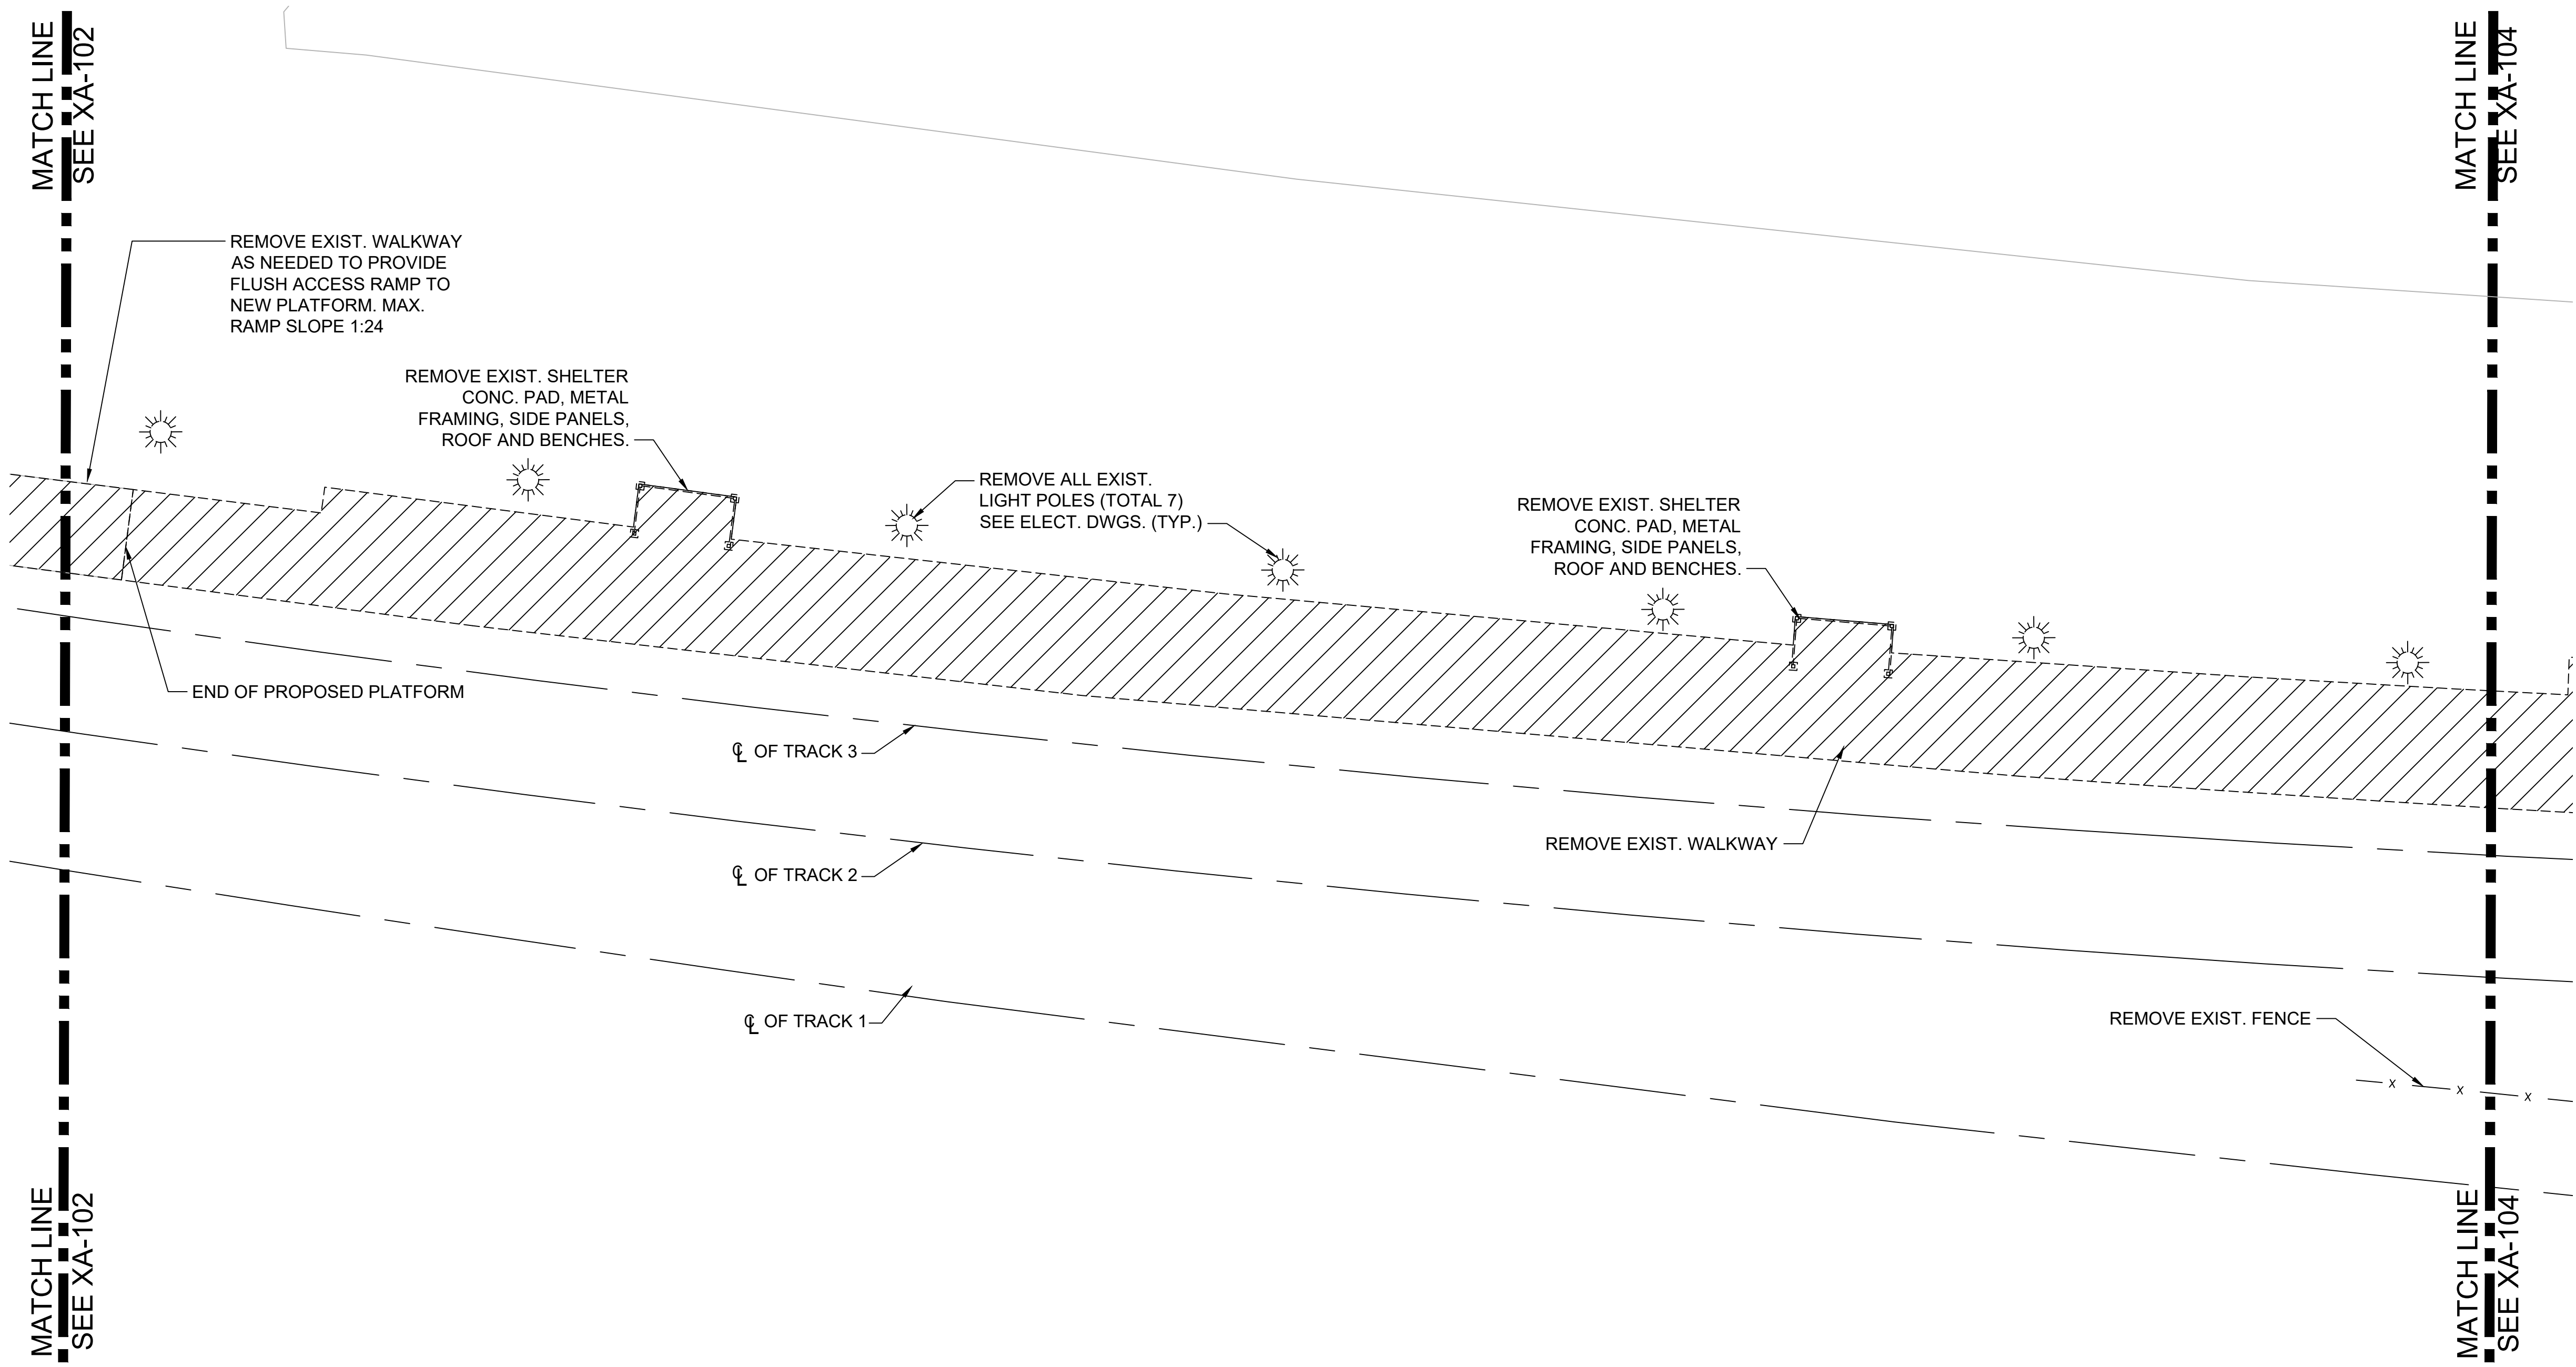 MATCH LINE
SEE XA-102
MATCH LINE
SEE XA-104
REMOVE EXIST. WALKWAY
AS NEEDED TO PROVIDE
FLUSH ACCESS RAMP TO
NEW PLATFORM. MAX.
RAMP SLOPE 1:24
REMOVE EXIST. SHELTER
CONC. PAD, METAL
FRAMING, SIDE PANELS,
ROOF AND BENCHES.
REMOVE ALL EXIST.
LIGHT POLES (TOTAL 7)
SEE ELECT. DWGS. (TYP.)
REMOVE EXIST. SHELTER
CONC. PAD, METAL
FRAMING, SIDE PANELS,
ROOF AND BENCHES.
END OF PROPOSED PLATFORM
℄ OF TRACK 3
REMOVE EXIST. WALKWAY
℄ OF TRACK 2
℄ OF TRACK 1
REMOVE EXIST. FENCE
X X X
MATCH LINE
SEE XA-102
MATCH LINE
SEE XA-104